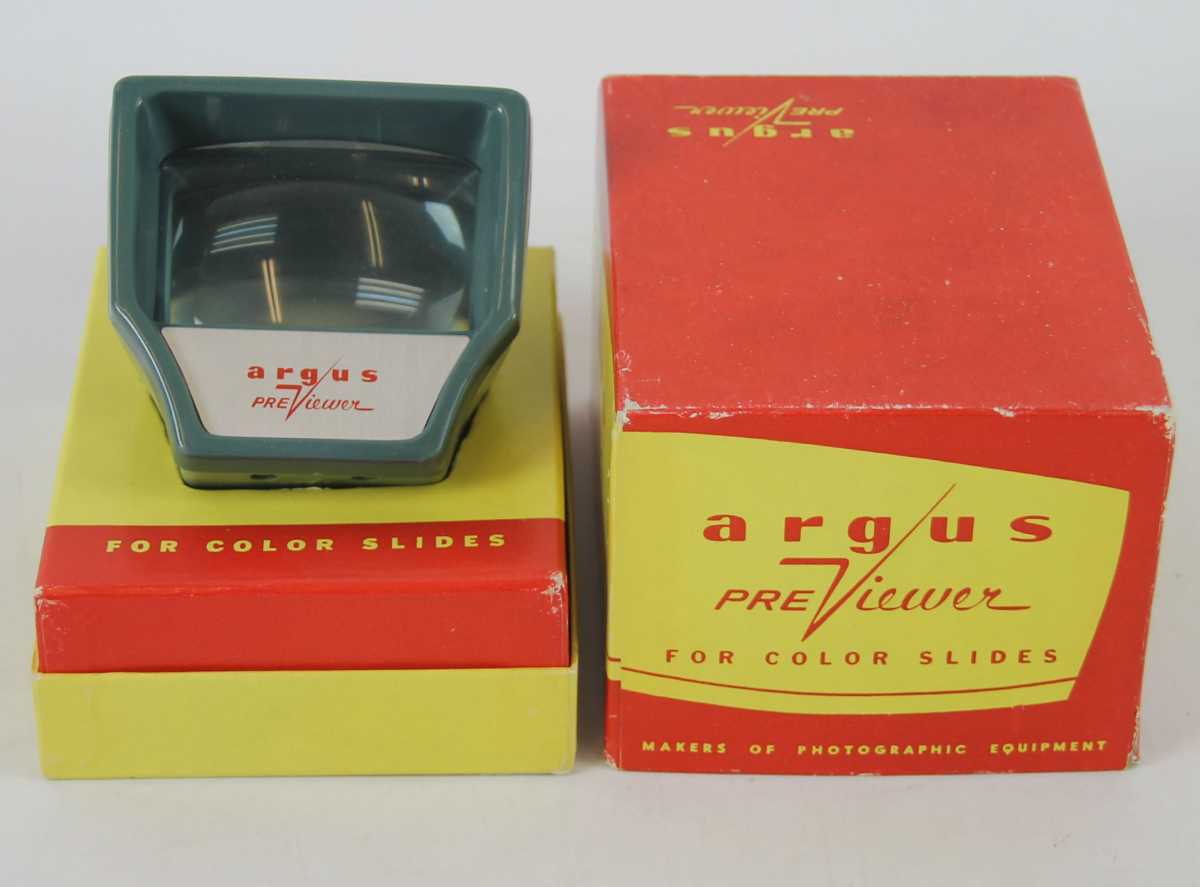 argus
PREViewer
FOR COLOR SLIDES
argus
PREViewer
argus
PREViewer
FOR COLOR SLIDES
MAKERS OF PHOTOGRAPHIC EQUIPMENT